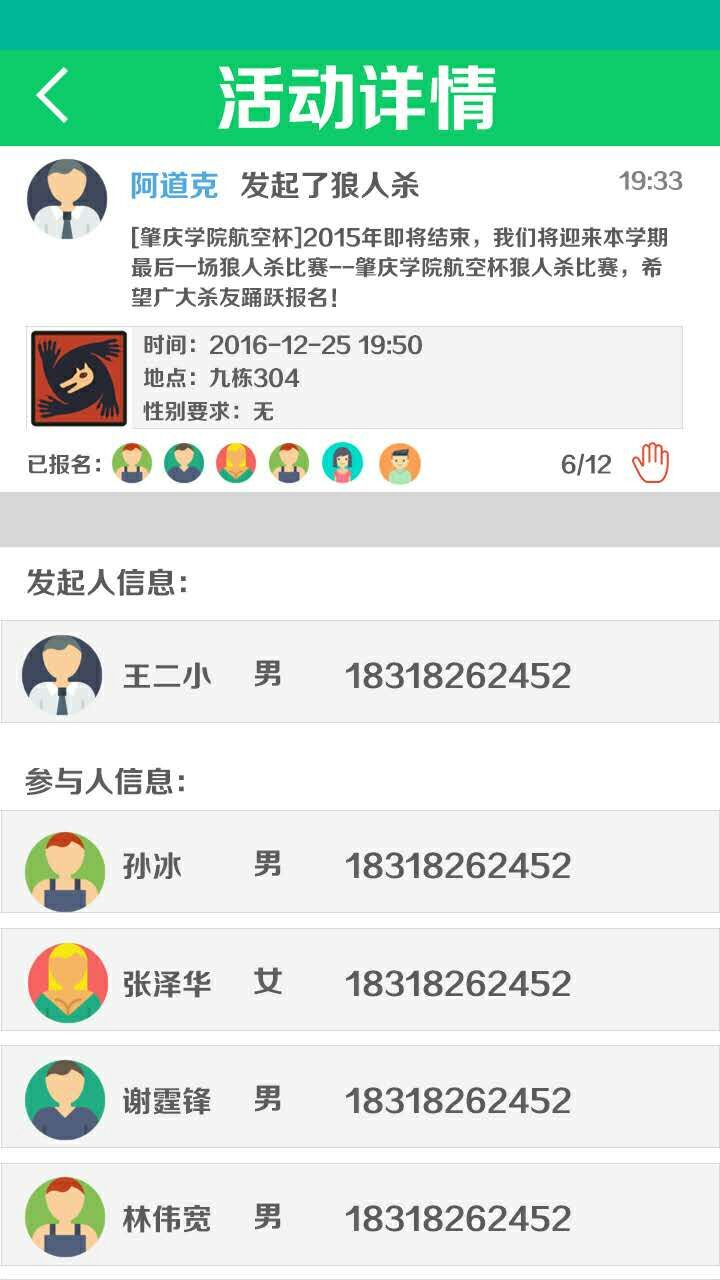 活动详情
阿道克 发起了狼人杀 19:33
[肇庆学院航空杯]2015年即将结束，我们将迎来本学期
最后一场狼人杀比赛--肇庆学院航空杯狼人杀比赛，希
望广大杀友踊跃报名！
时间：2016-12-25 19:50
地点：九栋304
性别要求：无
已报名： 6/12
发起人信息：
王二小 男 18318262452
参与人信息：
孙冰 男 18318262452
张泽华 女 18318262452
谢霆锋 男 18318262452
林伟宽 男 18318262452